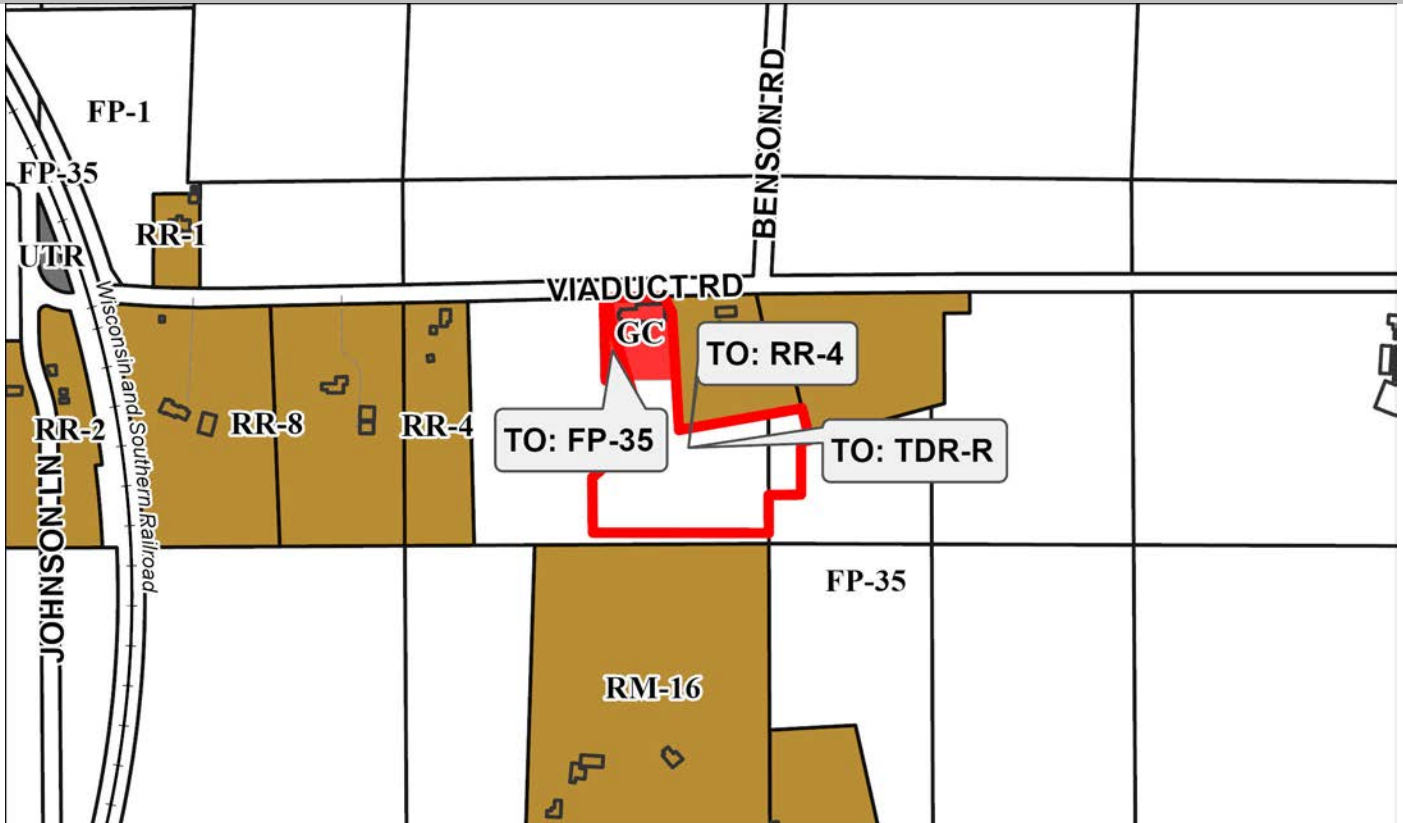 FP-1
BENSON RD
FP-35
RR-1
UTR
VIADUCT RD
Wisconsin and Southern Railroad
GC
TO: RR-4
RR-2
RR-8
RR-4
TO: FP-35
TO: TDR-R
JOHNSON LN
FP-35
RM-16